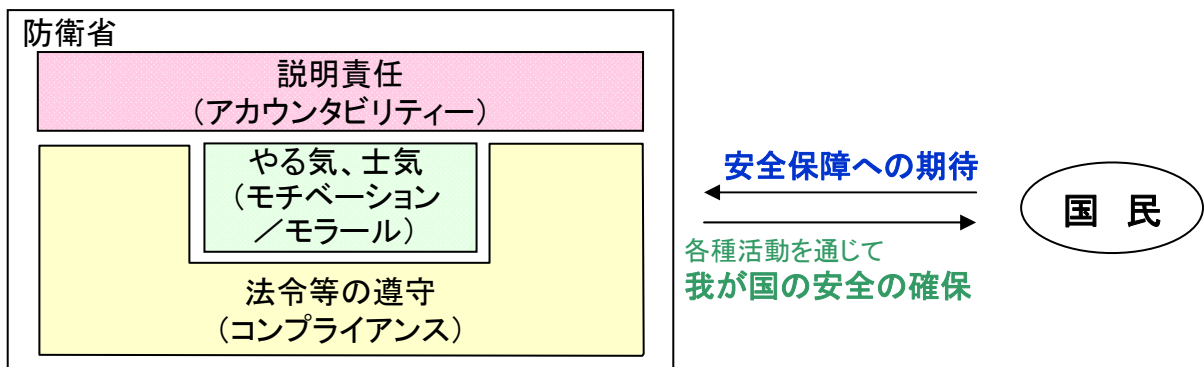 防衛省
説明責任
（アカウンタビリティー）
やる気、士気
（モチベーション
／モラール）
法令等の遵守
（コンプライアンス）
安全保障への期待
各種活動を通じて
我が国の安全の確保
国　民